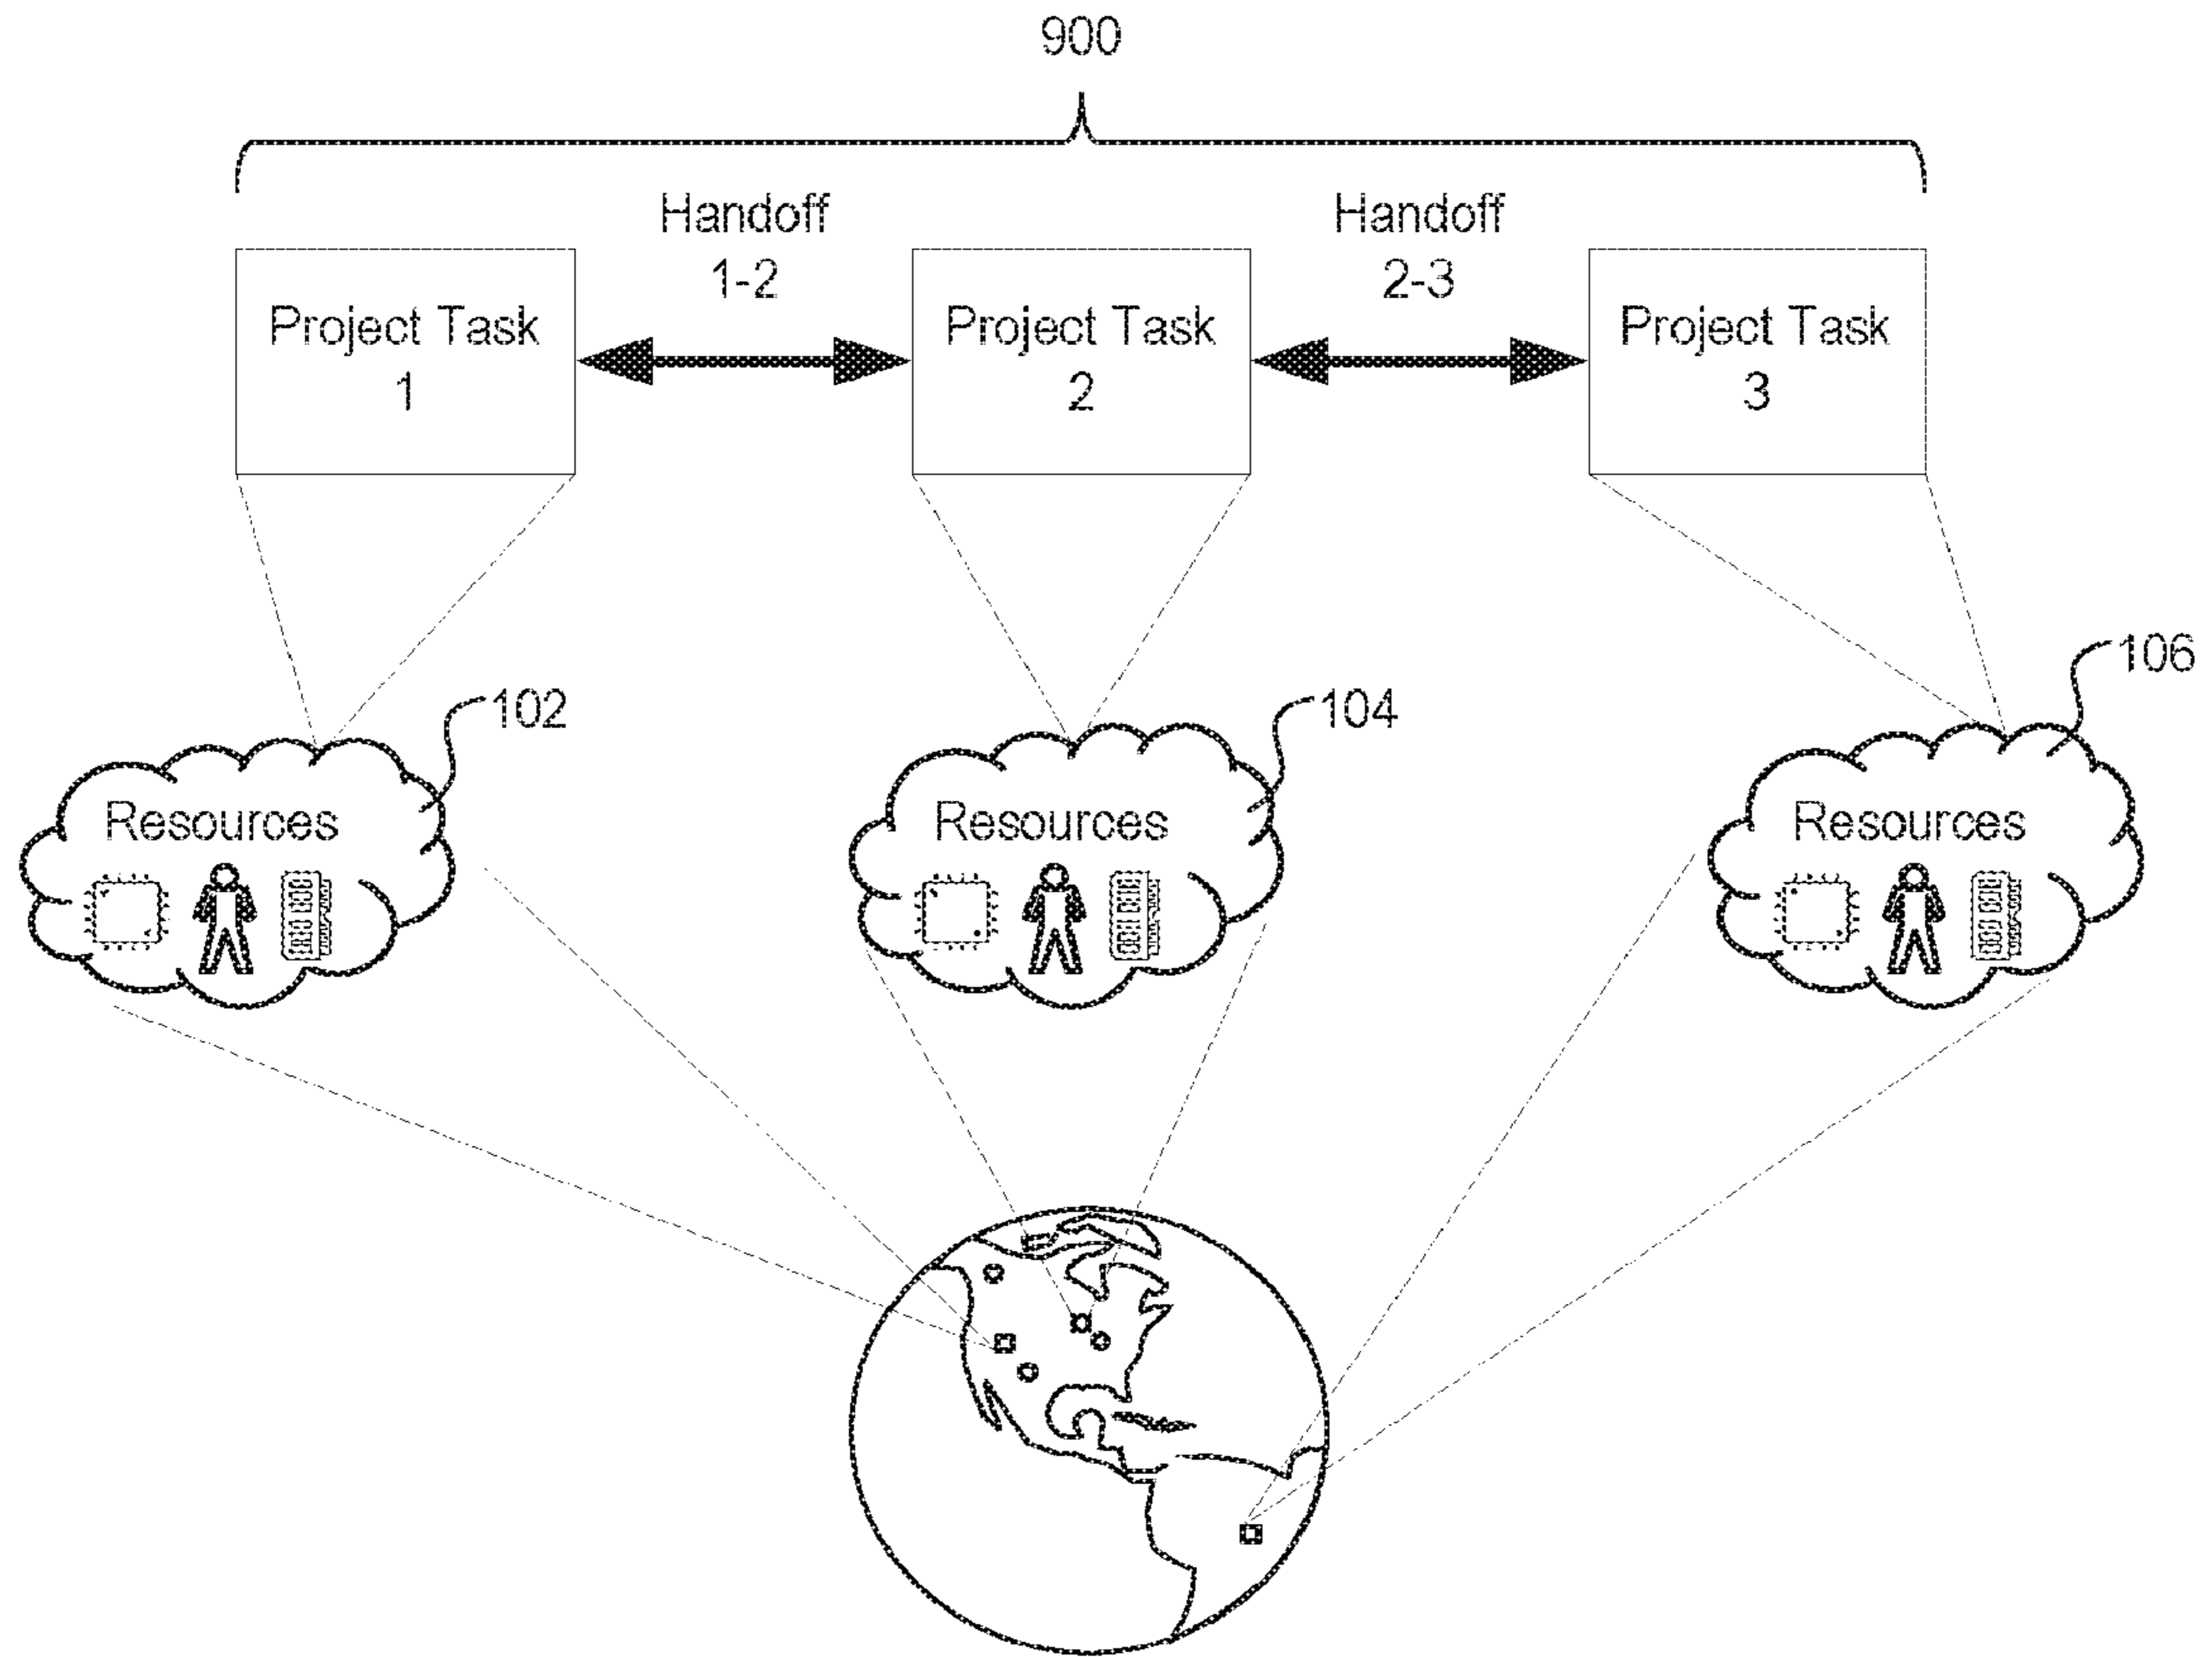 900
Handoff
1-2
Handoff
2-3
Project Task
1
Project Task
2
Project Task
3
102
104
106
Resources
Resources
Resources